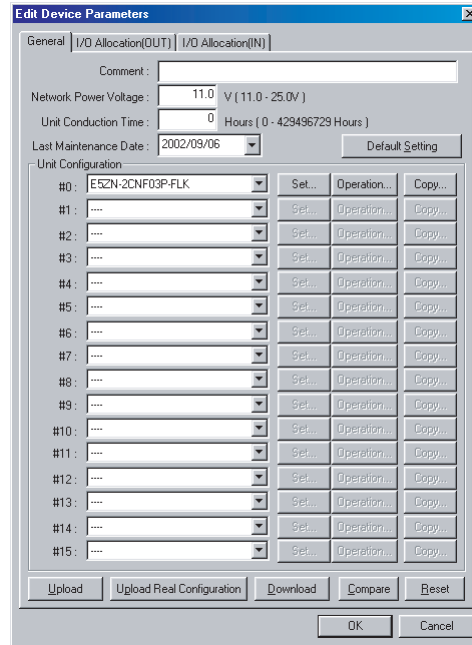 Edit Device Parameters
General I/O Allocation(OUT) I/O Allocation(IN)
Comment :
Network Power Voltage : 11.0 V ( 11.0 - 25.0V )
Unit Conduction Time : 0 Hours ( 0 - 429496729 Hours )
Last Maintenance Date : 2002/09/06 Default Setting
Unit Configuration
#0 : E5ZN-2CNF03P-FLK Set... Operation... Copy...
#1 : ---- Set... Operation... Copy...
#2 : ---- Set... Operation... Copy...
#3 : ---- Set... Operation... Copy...
#4 : ---- Set... Operation... Copy...
#5 : ---- Set... Operation... Copy...
#6 : ---- Set... Operation... Copy...
#7 : ---- Set... Operation... Copy...
#8 : ---- Set... Operation... Copy...
#9 : ---- Set... Operation... Copy...
#10 : ---- Set... Operation... Copy...
#11 : ---- Set... Operation... Copy...
#12 : ---- Set... Operation... Copy...
#13 : ---- Set... Operation... Copy...
#14 : ---- Set... Operation... Copy...
#15 : ---- Set... Operation... Copy...
Upload Upload Real Configuration Download Compare Reset
OK Cancel